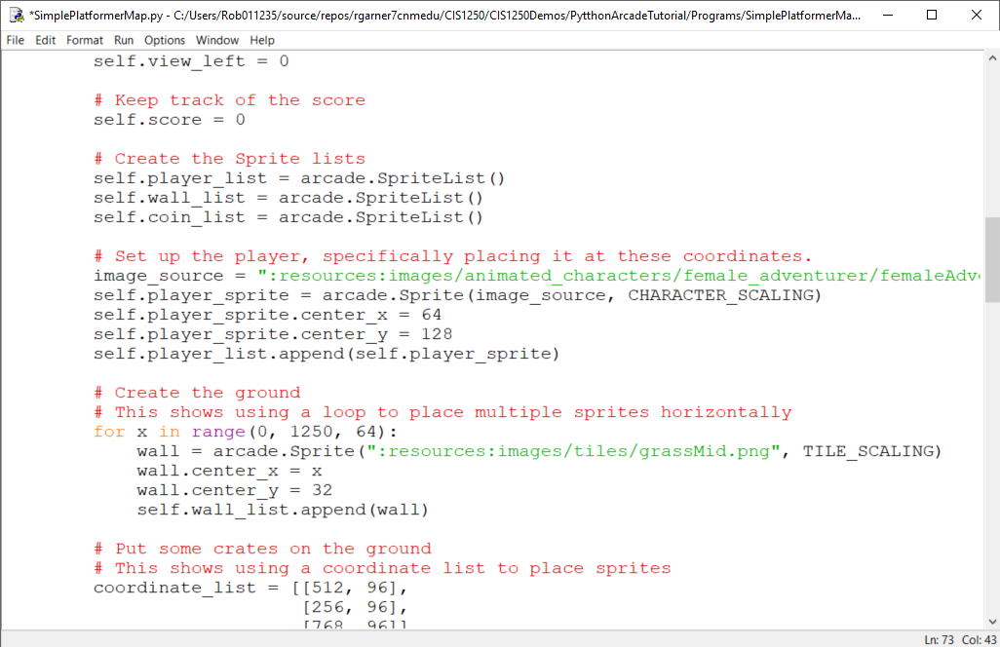 *SimplePlatformerMap.py - C:/Users/Rob011235/source/repos/rgarner7cnmedu/CIS1250/CIS1250Demos/PytthonArcadeTutorial/Programs/SimplePlatformerMa...
File Edit Format Run Options Window Help
self.view_left = 0
# Keep track of the score
self.score = 0
# Create the Sprite lists
self.player_list = arcade.SpriteList()
self.wall_list = arcade.SpriteList()
self.coin_list = arcade.SpriteList()
# Set up the player, specifically placing it at these coordinates.
image_source = ":resources:images/animated_characters/female_adventurer/femaleAdve
self.player_sprite = arcade.Sprite(image_source, CHARACTER_SCALING)
self.player_sprite.center_x = 64
self.player_sprite.center_y = 128
self.player_list.append(self.player_sprite)
# Create the ground
# This shows using a loop to place multiple sprites horizontally
for x in range(0, 1250, 64):
    wall = arcade.Sprite(":resources:images/tiles/grassMid.png", TILE_SCALING)
    wall.center_x = x
    wall.center_y = 32
    self.wall_list.append(wall)
# Put some crates on the ground
# This shows using a coordinate list to place sprites
coordinate_list = [[512, 96],
                   [256, 96],
                   [768, 96]]
Ln: 73 Col: 43